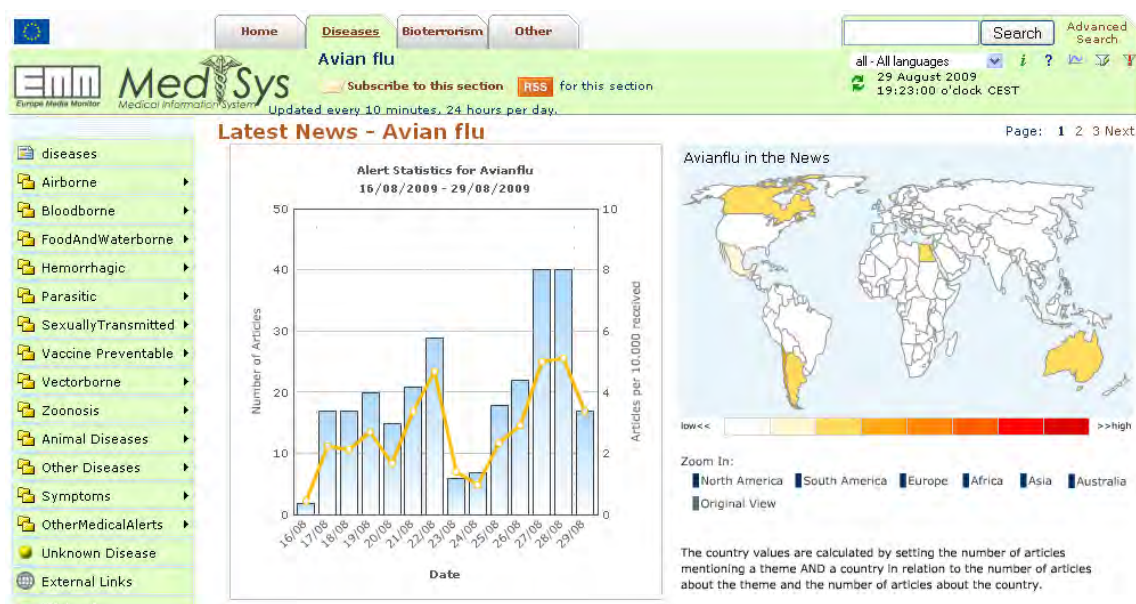 Home
Diseases
Bioterrorism
Other
Search
Advanced
Search
EMM
Europe Media Monitor
MedISys
Medical Information System
Avian flu
Subscribe to this section RSS for this section
Updated every 10 minutes, 24 hours per day.
all - All languages
i ?
29 August 2009
19:23:00 o'clock CEST
Latest News - Avian flu
Page: 1 2 3 Next
diseases
Airborne
Bloodborne
FoodAndWaterborne
Hemorrhagic
Parasitic
SexuallyTransmitted
Vaccine Preventable
Vectorborne
Zoonosis
Animal Diseases
Other Diseases
Symptoms
OtherMedicalAlerts
Unknown Disease
External Links
Alert Statistics for Avianflu
16/08/2009 - 29/08/2009
Number of Articles
50
40
30
20
10
0
10
8
6
4
2
0
Articles per 10.000 received
16/08 17/08 18/08 19/08 20/08 21/08 22/08 23/08 24/08 25/08 26/08 27/08 28/08 29/08
Date
Avianflu in the News
low<< >>high
Zoom In:
North America South America Europe Africa Asia Australia
Original View
The country values are calculated by setting the number of articles
mentioning a theme AND a country in relation to the number of articles
about the theme and the number of articles about the country.